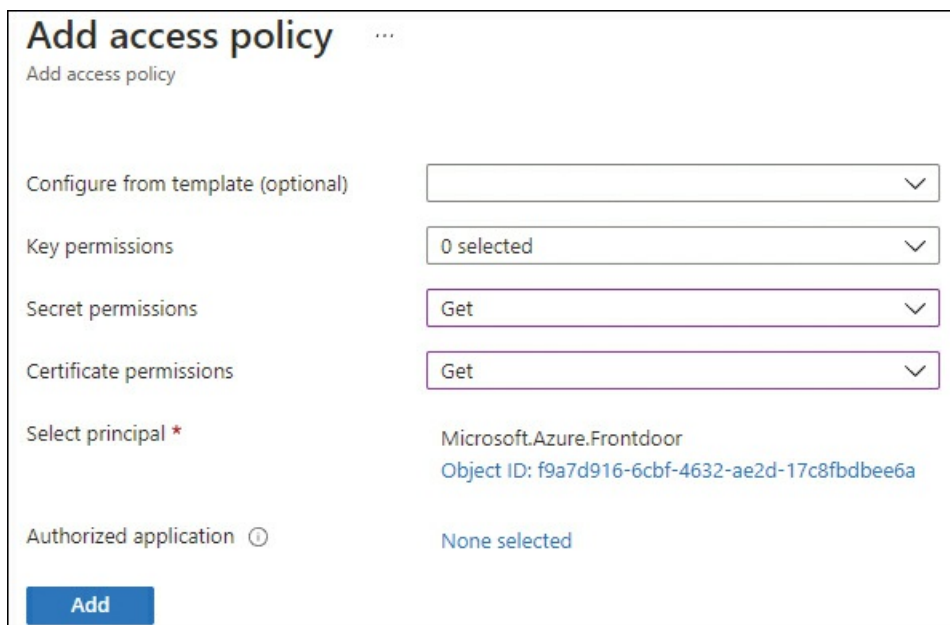 Add access policy ...
Add access policy
Configure from template (optional)
Key permissions 0 selected
Secret permissions Get
Certificate permissions Get
Select principal * Microsoft.Azure.Frontdoor
Object ID: f9a7d916-6cbf-4632-ae2d-17c8fbdbee6a
Authorized application None selected
Add